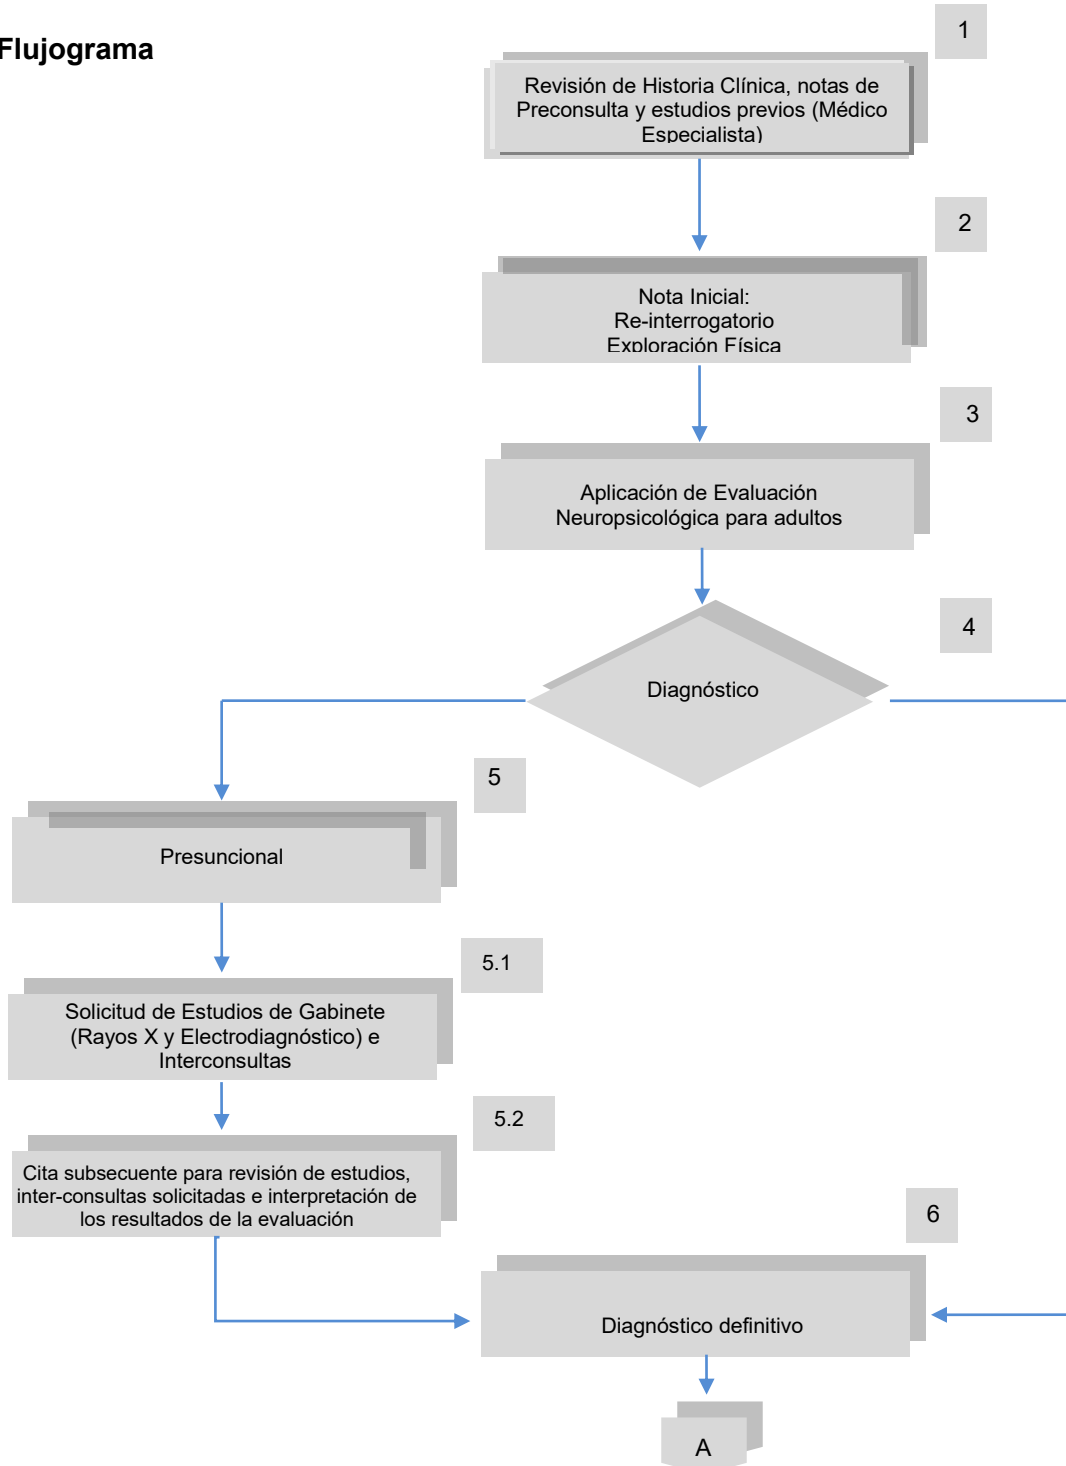 Flujograma
1
Revisión de Historia Clínica, notas de
Preconsulta y estudios previos (Médico
Especialista)
2
Nota Inicial:
Re-interrogatorio
Exploración Física
3
Aplicación de Evaluación
Neuropsicológica para adultos
4
Diagnóstico
5
Presuncional
5.1
Solicitud de Estudios de Gabinete
(Rayos X y Electrodiagnóstico) e
Interconsultas
5.2
Cita subsecuente para revisión de estudios,
inter-consultas solicitadas e interpretación de
los resultados de la evaluación
6
Diagnóstico definitivo
A